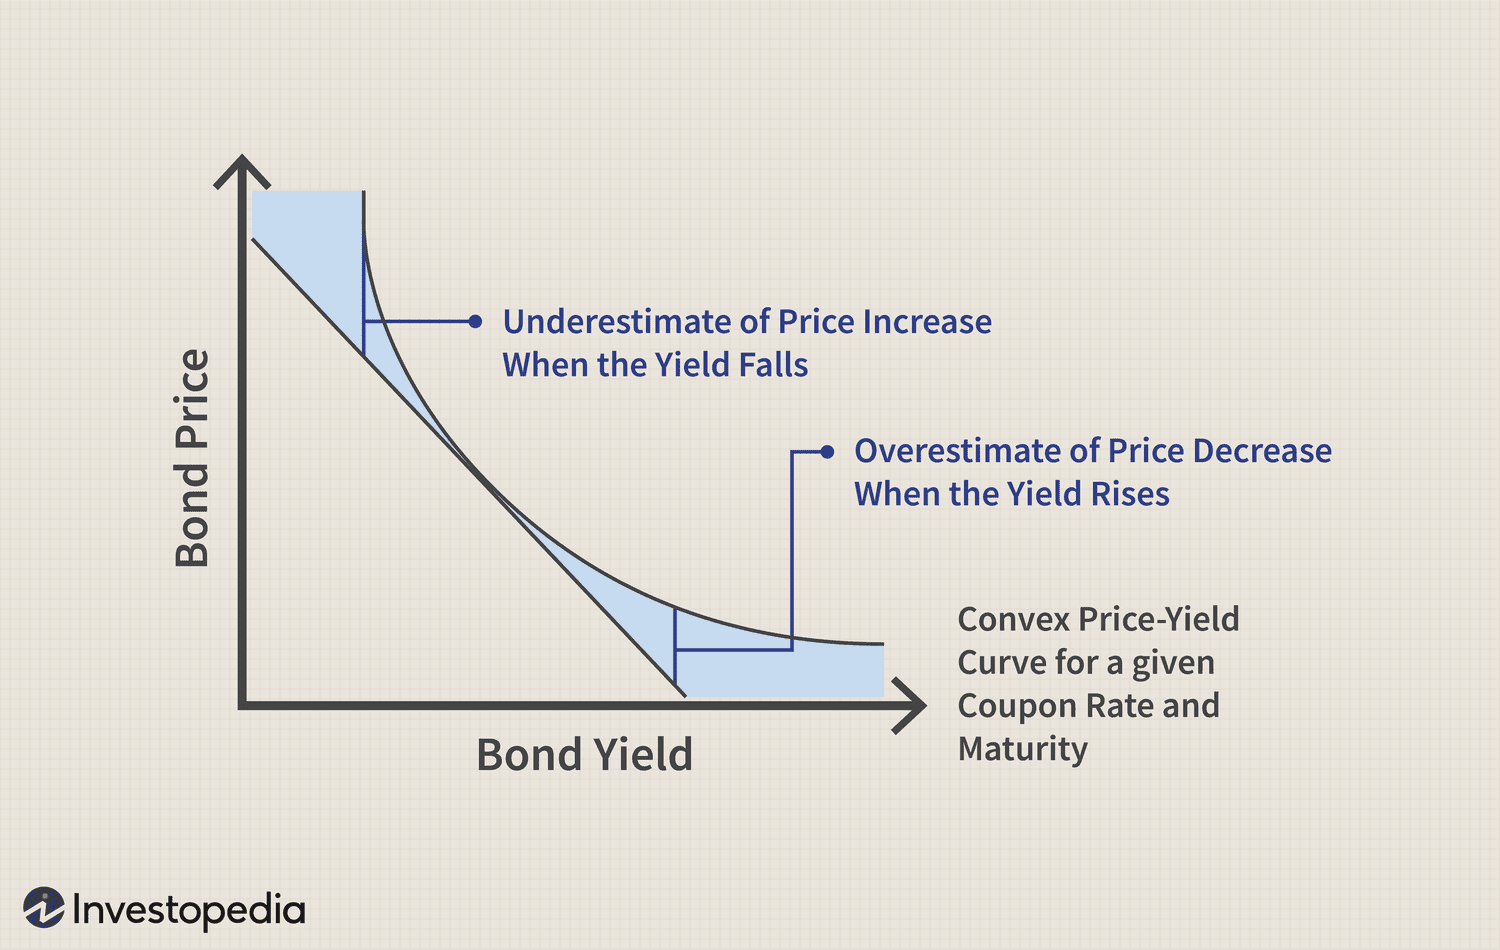 Underestimate of Price Increase
When the Yield Falls
Overestimate of Price Decrease
When the Yield Rises
Bond Price
Convex Price-Yield
Curve for a given
Coupon Rate and
Maturity
Bond Yield
Investopedia